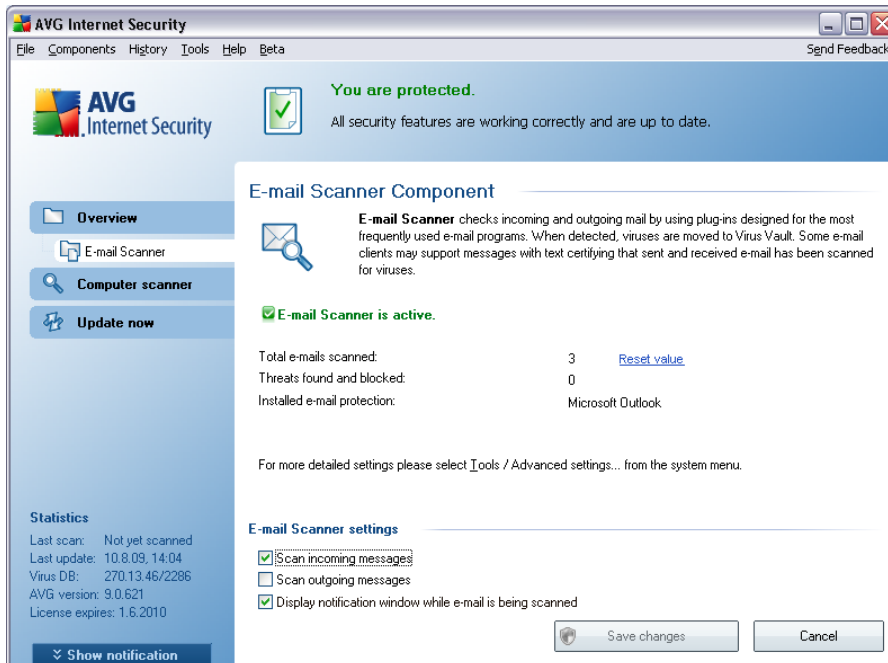 AVG Internet Security
File Components History Tools Help Beta
Send Feedback
AVG
Internet Security
You are protected.
All security features are working correctly and are up to date.
Overview
E-mail Scanner
Computer scanner
Update now
E-mail Scanner Component
E-mail Scanner checks incoming and outgoing mail by using plug-ins designed for the most
frequently used e-mail programs. When detected, viruses are moved to Virus Vault. Some e-mail
clients may support messages with text certifying that sent and received e-mail has been scanned
for viruses.
E-mail Scanner is active.
Total e-mails scanned: 3 Reset value
Threats found and blocked: 0
Installed e-mail protection: Microsoft Outlook
For more detailed settings please select Tools / Advanced settings... from the system menu.
Statistics
Last scan: Not yet scanned
Last update: 10.8.09, 14:04
Virus DB: 270.13.46/2286
AVG version: 9.0.621
License expires: 1.6.2010
Show notification
E-mail Scanner settings
Scan incoming messages
Scan outgoing messages
Display notification window while e-mail is being scanned
Save changes
Cancel